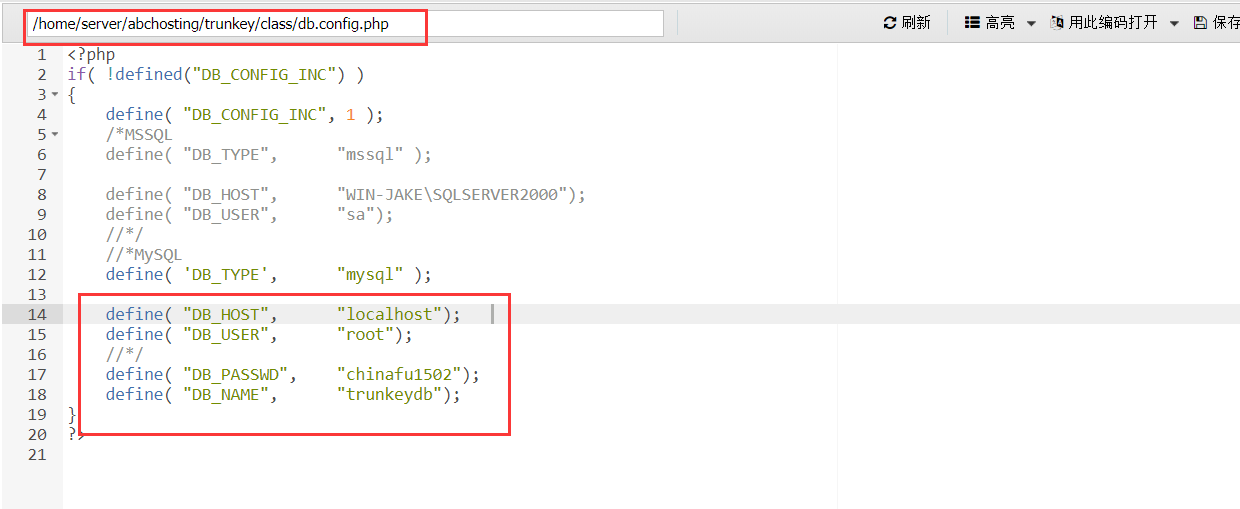 /home/server/abchosting/trunkey/class/db.config.php 刷新 高亮 用此编码打开 保存
1 <?php
2 if( !defined("DB_CONFIG_INC") )
3 {
4 define( "DB_CONFIG_INC", 1 );
5 /*MSSQL
6 define( "DB_TYPE", "mssql" );
7
8 define( "DB_HOST", "WIN-JAKE\SQLSERVER2000");
9 define( "DB_USER", "sa");
10 //*/
11 //*MySQL
12 define( 'DB_TYPE', "mysql" );
13
14 define( "DB_HOST", "localhost");
15 define( "DB_USER", "root");
16 //*/
17 define( "DB_PASSWD", "chinafu1502");
18 define( "DB_NAME", "trunkeydb");
19 }
20 ?>
21